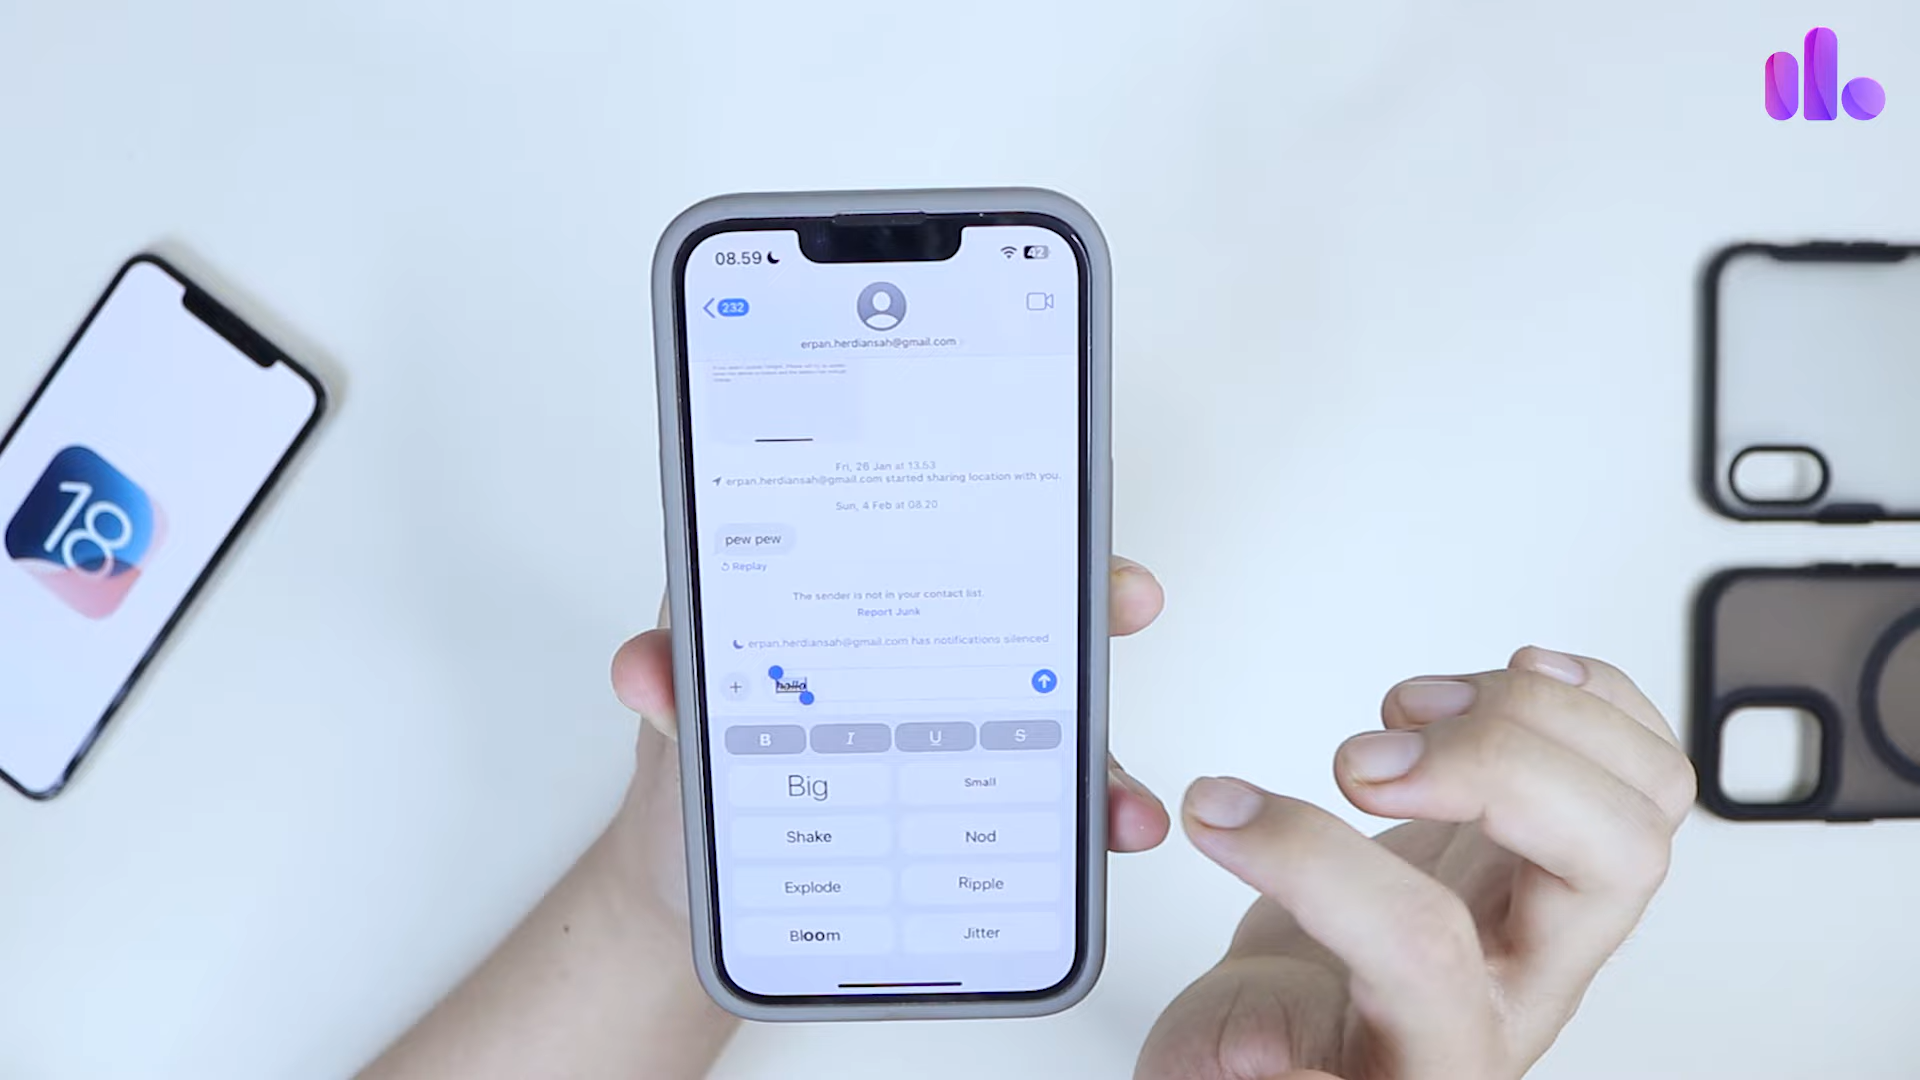 08.59
42
232
erpan.herdiansah@gmail.com
Fri, 26 Jan at 13.53
erpan.herdiansah@gmail.com started sharing location with you.
Sun, 4 Feb at 08.20
pew pew
Replay
The sender is not in your contact list.
Report Junk
erpan.herdiansah@gmail.com has notifications silenced
hallo
B I U S
Big Small
Shake Nod
Explode Ripple
Bloom Jitter
18